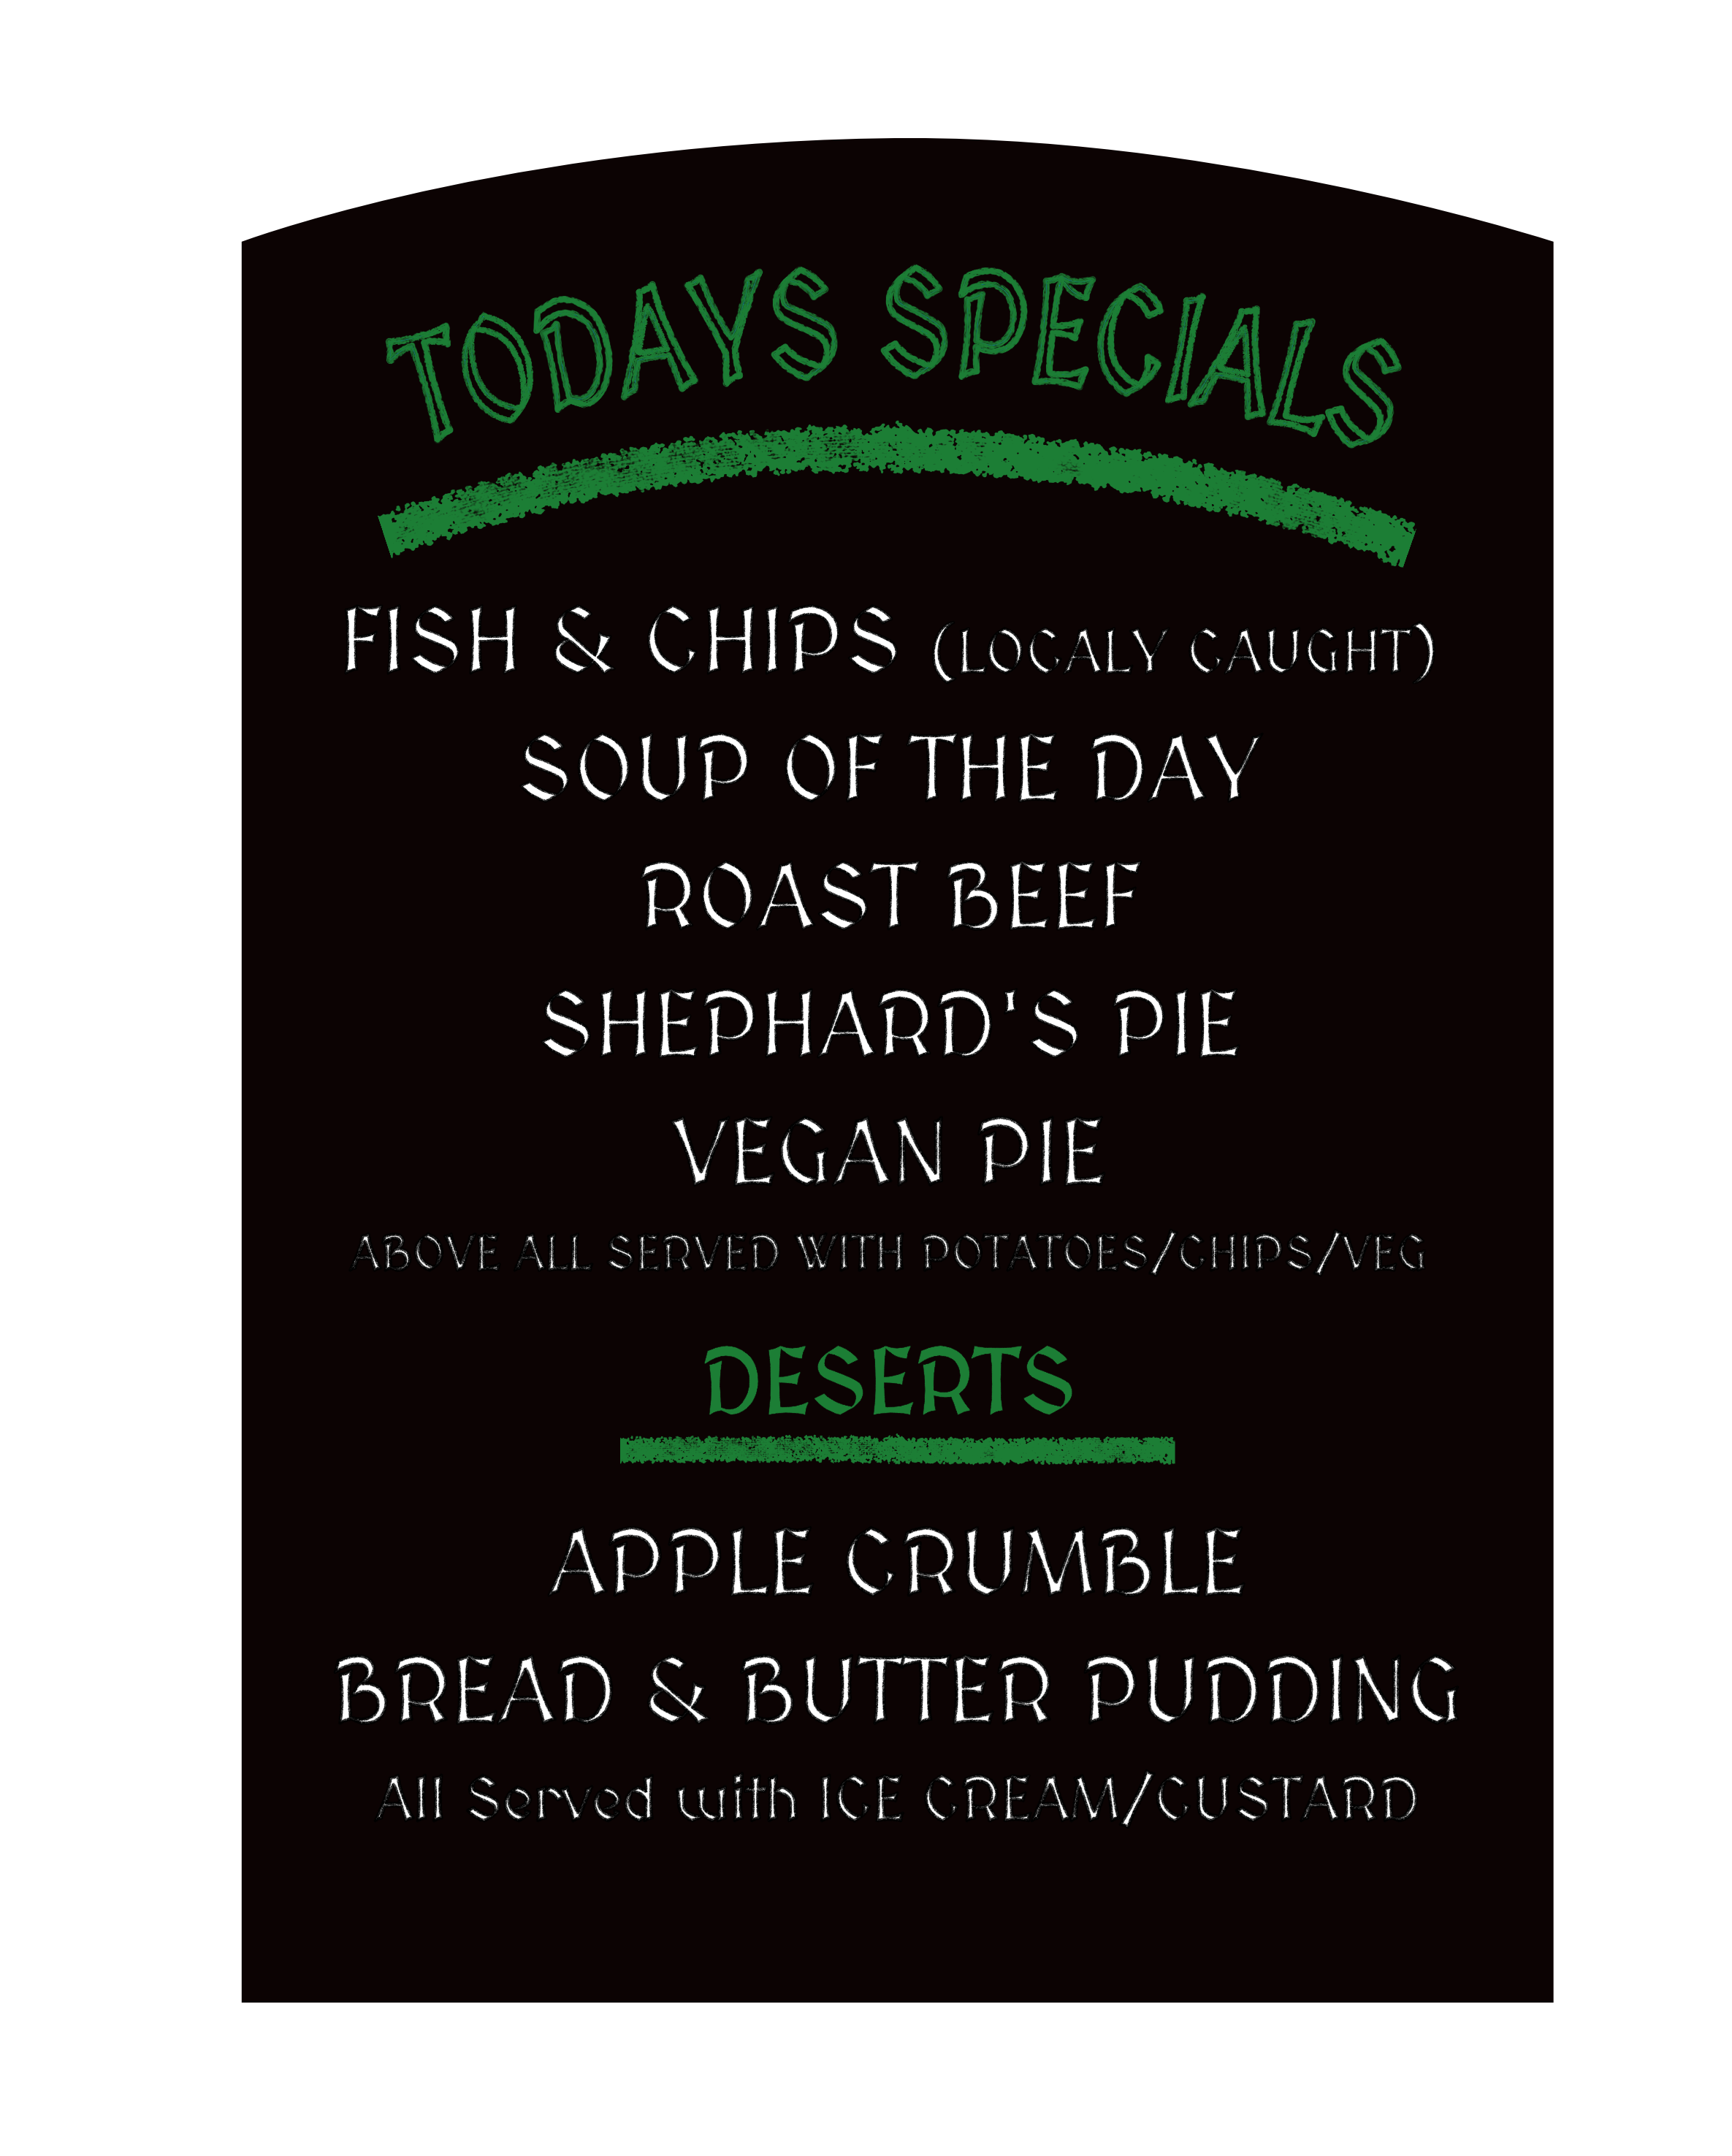 TODAYS SPECIALS
FISH & CHIPS (LOCALY CAUGHT)
SOUP OF THE DAY
ROAST BEEF
SHEPHARD'S PIE
VEGAN PIE
ABOVE ALL SERVED WITH POTATOES/CHIPS/VEG
DESERTS
APPLE CRUMBLE
BREAD & BUTTER PUDDING
All Served with ICE CREAM/CUSTARD